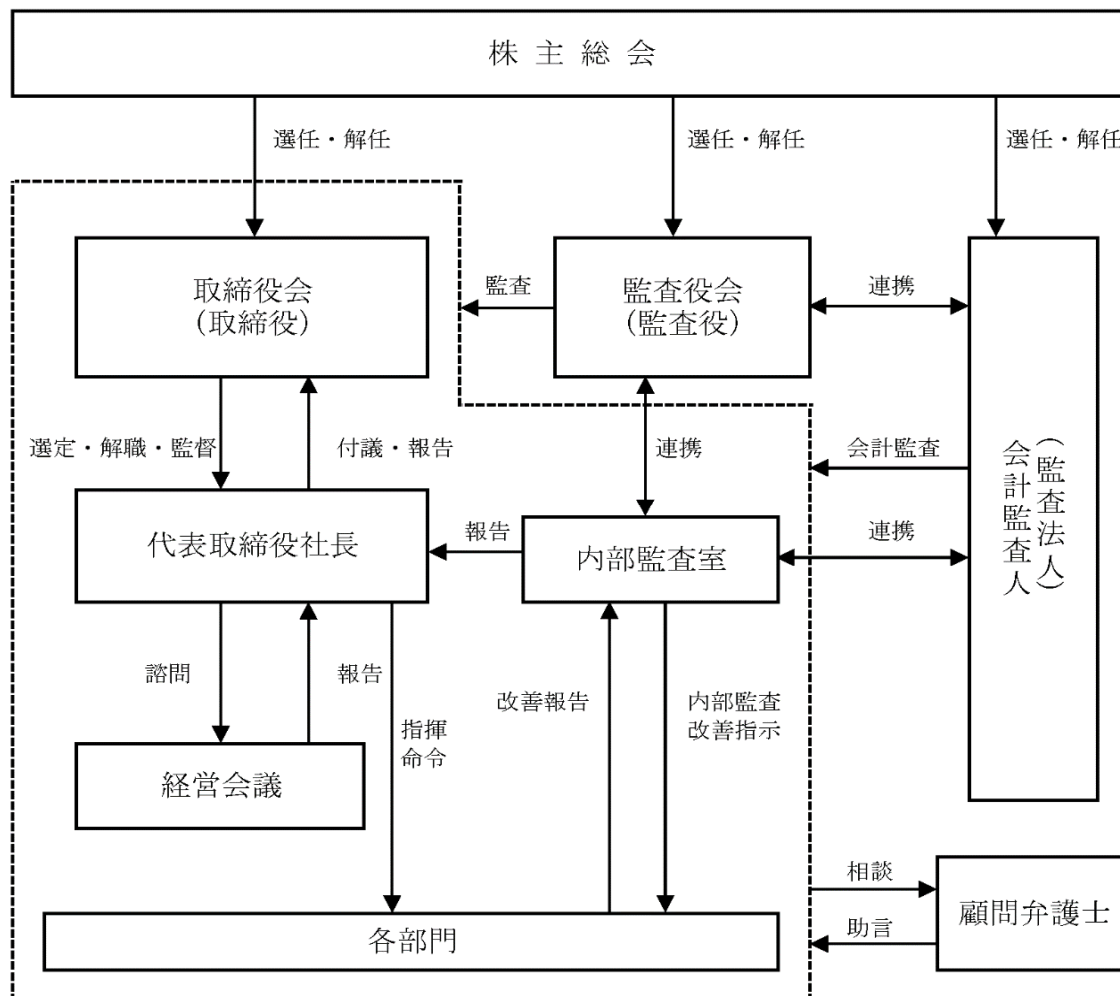 株主総会
選任・解任
選任・解任
選任・解任
取締役会
（取締役）
監査
監査役会
（監査役）
連携
選定・解職・監督
付議・報告
連携
会計監査
会計監査人
（監査法人）
代表取締役社長
報告
内部監査室
連携
諮問
報告
指揮
命令
改善報告
内部監査
改善指示
経営会議
相談
助言
顧問弁護士
各部門